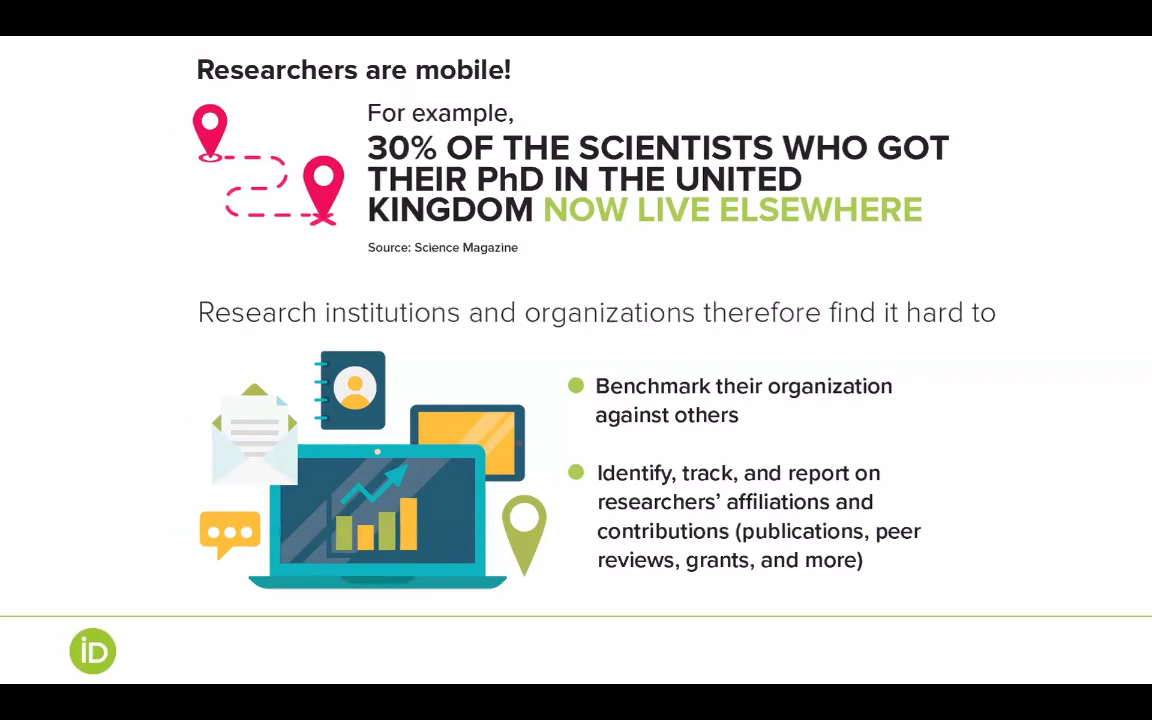 Researchers are mobile!
For example,
30% OF THE SCIENTISTS WHO GOT
THEIR PhD IN THE UNITED
KINGDOM NOW LIVE ELSEWHERE
Source: Science Magazine
Research institutions and organizations therefore find it hard to
Benchmark their organization
against others
Identify, track, and report on
researchers’ affiliations and
contributions (publications, peer
reviews, grants, and more)
iD